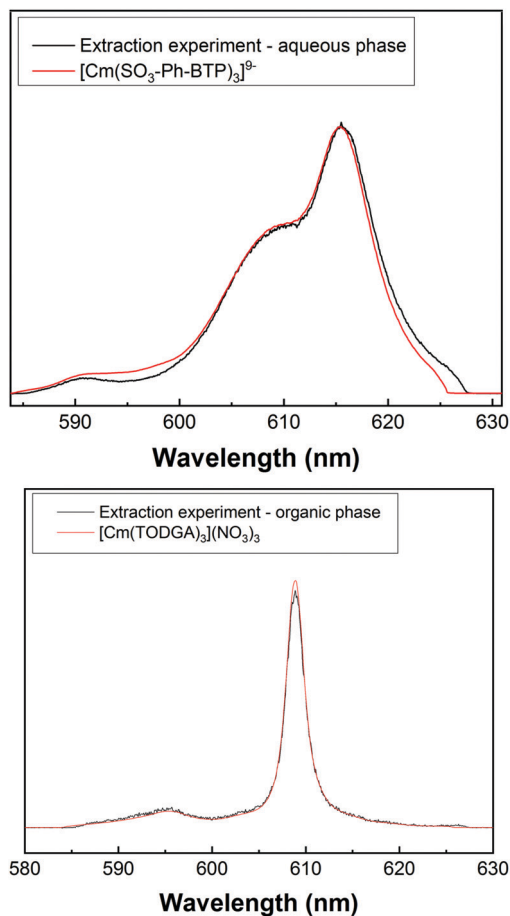 Extraction experiment - aqueous phase
[Cm(SO₃-Ph-BTP)₃]⁹⁻
590 600 610 620 630
Wavelength (nm)
Extraction experiment - organic phase
[Cm(TODGA)₃](NO₃)₃
580 590 600 610 620 630
Wavelength (nm)